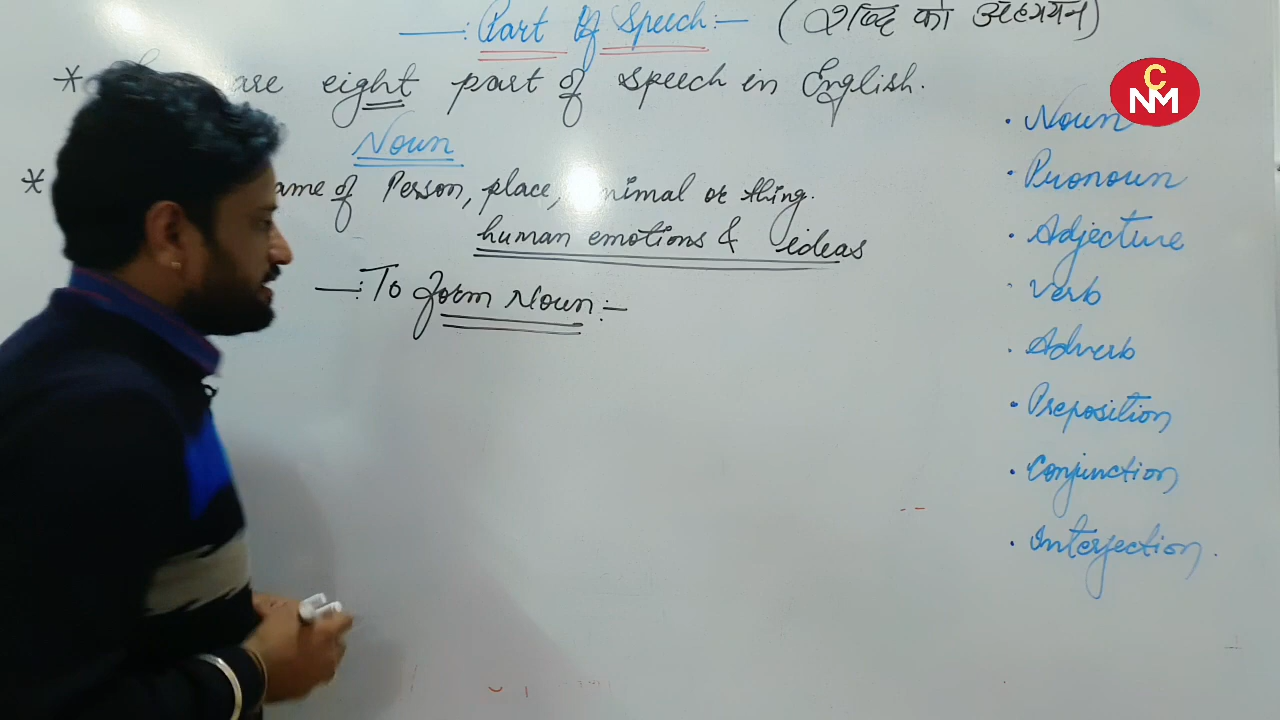 —: Part Of Speech:— (शब्दि का अध्ययन)
* are eight part of speech in English.
Noun
* ame of Person, place, nimal or thing.
human emotions & ideas
—: To form Noun:—
• Noun
• Pronoun
• Adjective
• Verb
• Adverb
• Preposition
• Conjunction
• Interjection.
CNM